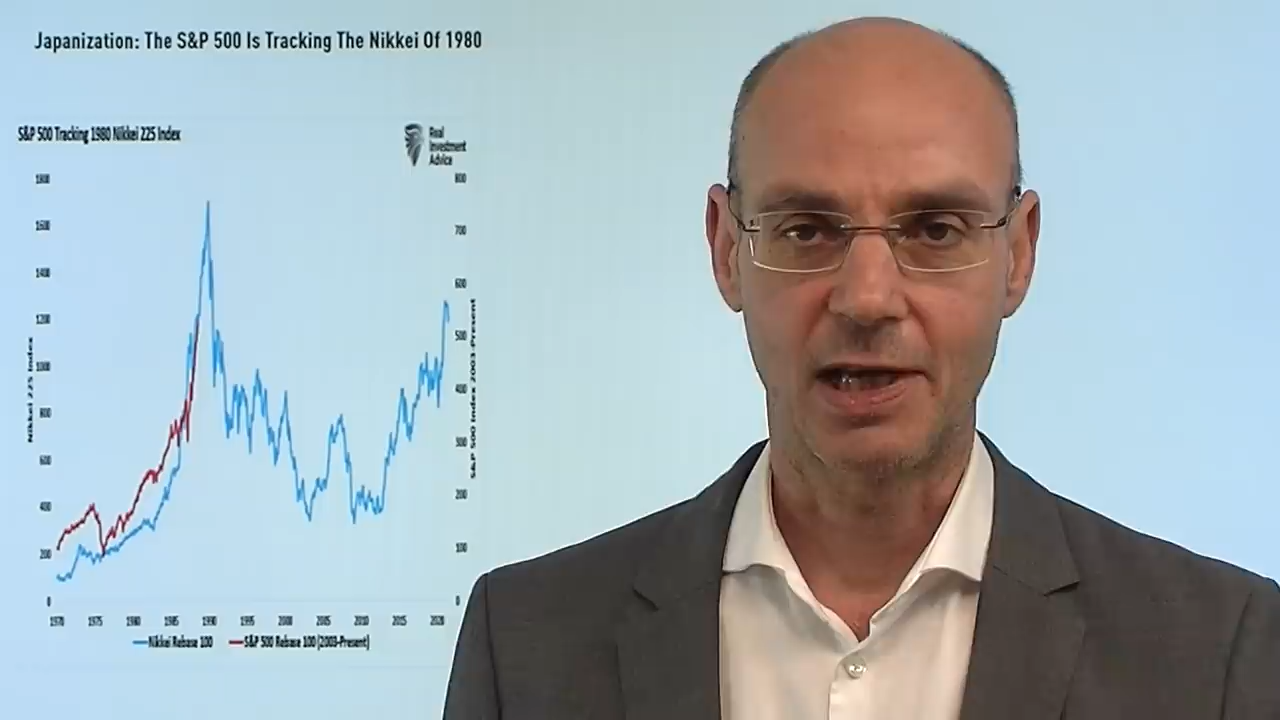 Japanization: The S&P 500 Is Tracking The Nikkei Of 1980
S&P 500 Tracking 1980 Nikkei 225 Index
Real
Investment
Advice
1800
1600
1400
1200
1000
800
600
400
200
0
Nikkei 225 Index
800
700
600
500
400
300
200
100
0
S&P 500 Index 2003-Present
1970 1975 1980 1985 1990 1995 2000 2005 2010 2015 2020
Nikkei Rebase 100 S&P 500 Rebase 100 (2003-Present)